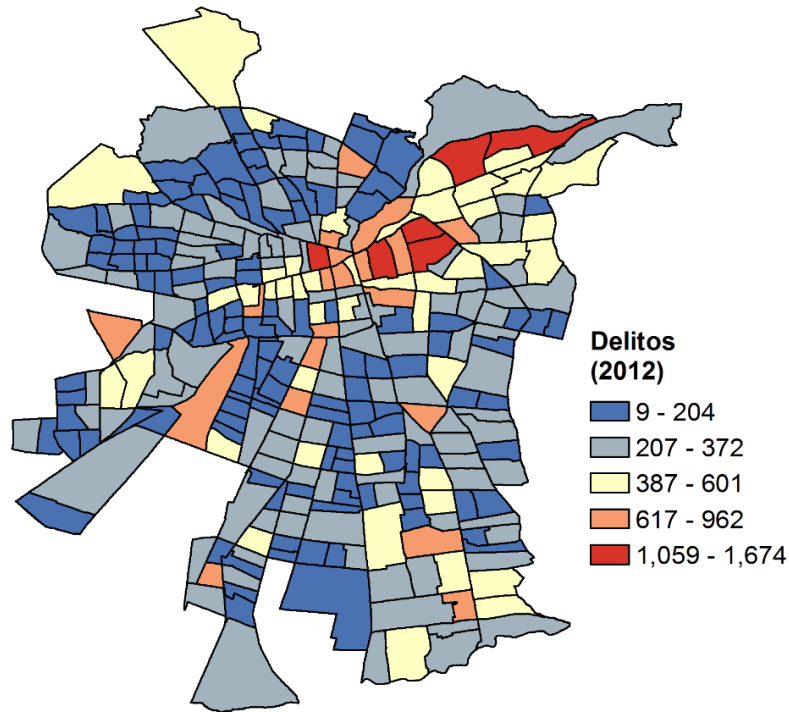 Delitos
(2012)
9 - 204
207 - 372
387 - 601
617 - 962
1,059 - 1,674